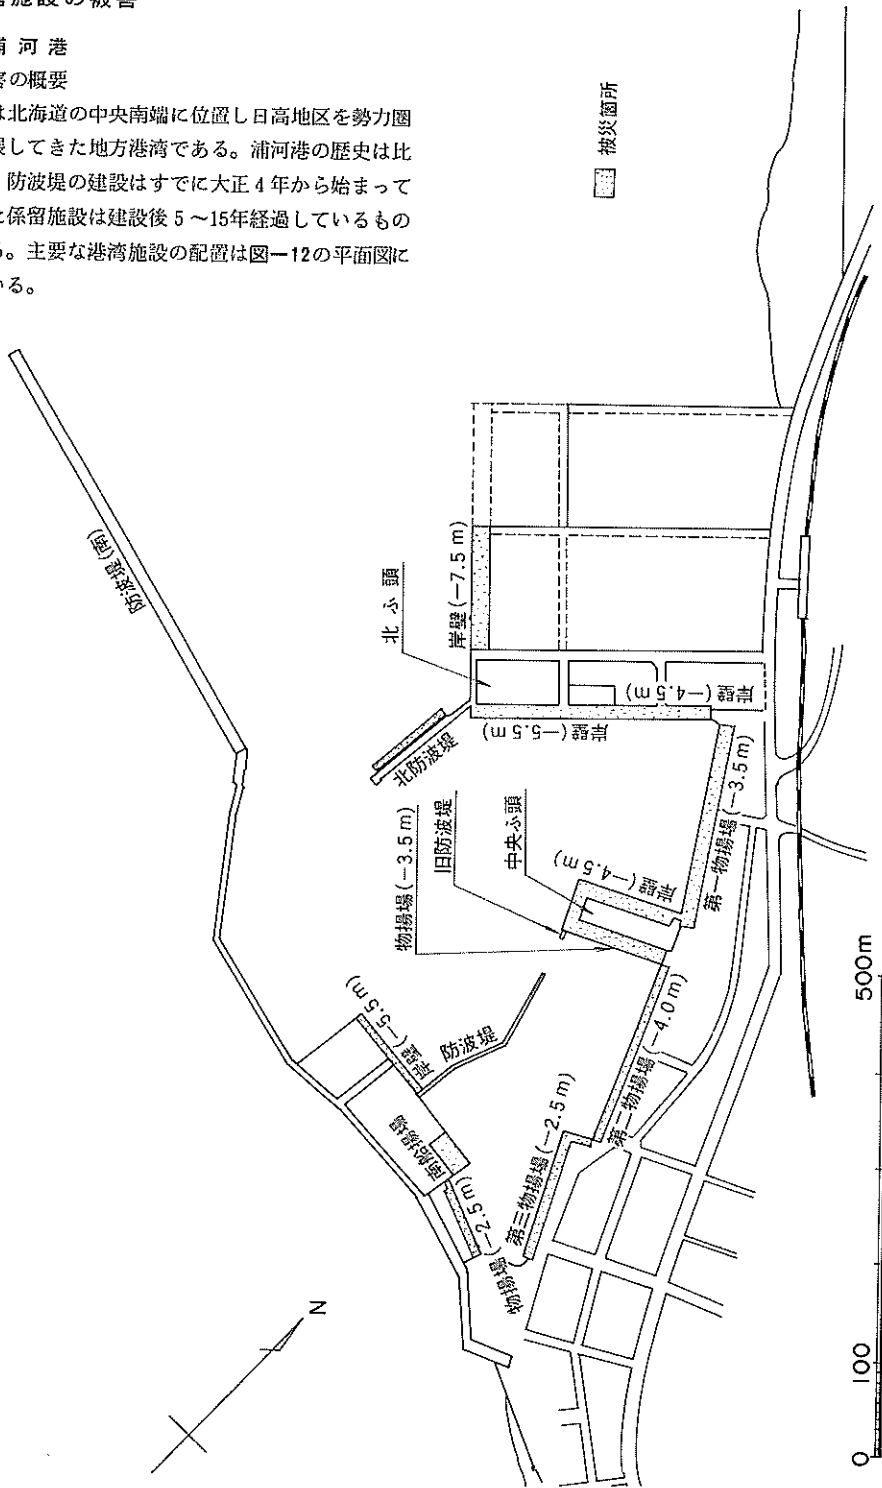 浦河港
害の概要
は北海道の中央南端に位置し日高地区を勢力圏
展してきた地方港湾である。浦河港の歴史は比
防波堤の建設はすでに大正4年から始まって
と係留施設は建設後5～15年経過しているもの
る。主要な港湾施設の配置は図－12の平面図に
いる。
被災箇所
防波堤(南)
北ふ頭
岸壁(－7.5m)
岸壁(－4.5m)
岸壁(－5.5m)
北防波堤
物揚場(－3.5m)
旧防波堤
中央ふ頭
岸壁(－4.5m)
第一物揚場(－3.5m)
岸壁(－5.5m)
防波堤
南船揚場
物揚場(－2.5m)
第三物揚場(－2.5m)
第二物揚場(－4.0m)
N
0
100
500m